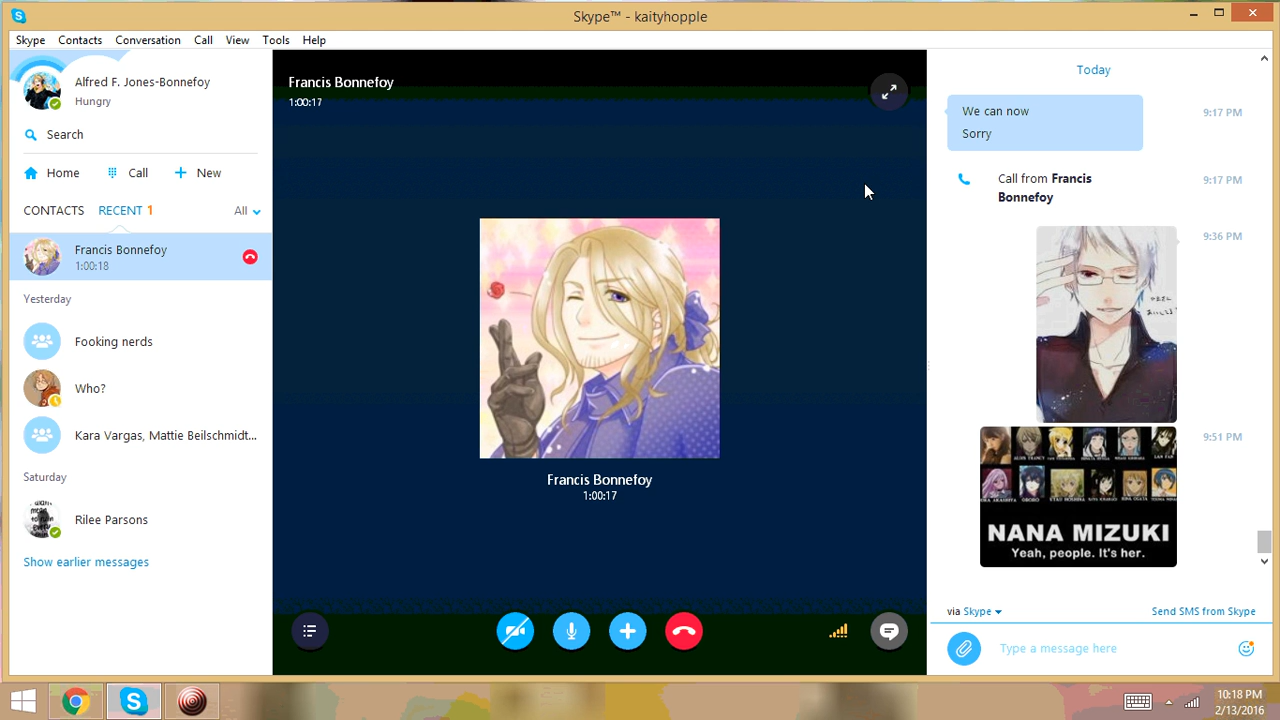 Skype™ - kaityhopple
Skype Contacts Conversation Call View Tools Help
Alfred F. Jones-Bonnefoy
Hungry
Search
Home Call New
CONTACTS RECENT 1 All
Francis Bonnefoy
1:00:18
Yesterday
Fooking nerds
Who?
Kara Vargas, Mattie Beilschmidt...
Saturday
Rilee Parsons
Show earlier messages
Francis Bonnefoy
1:00:17
Francis Bonnefoy
1:00:17
Today
We can now 9:17 PM
Sorry
Call from Francis 9:17 PM
Bonnefoy
9:36 PM
9:51 PM
NANA MIZUKI
Yeah, people. It's her.
via Skype Send SMS from Skype
Type a message here
10:18 PM
2/13/2016